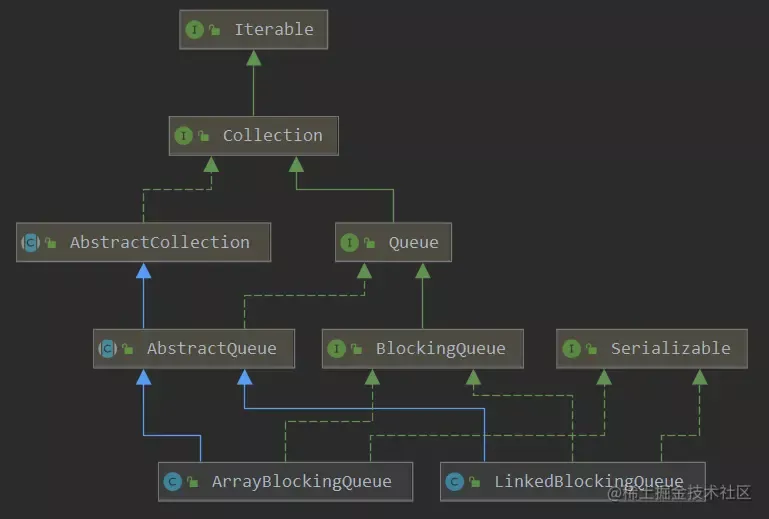 Iterable
Collection
AbstractCollection
Queue
AbstractQueue
BlockingQueue
Serializable
ArrayBlockingQueue
LinkedBlockingQueue
@稀土掘金技术社区